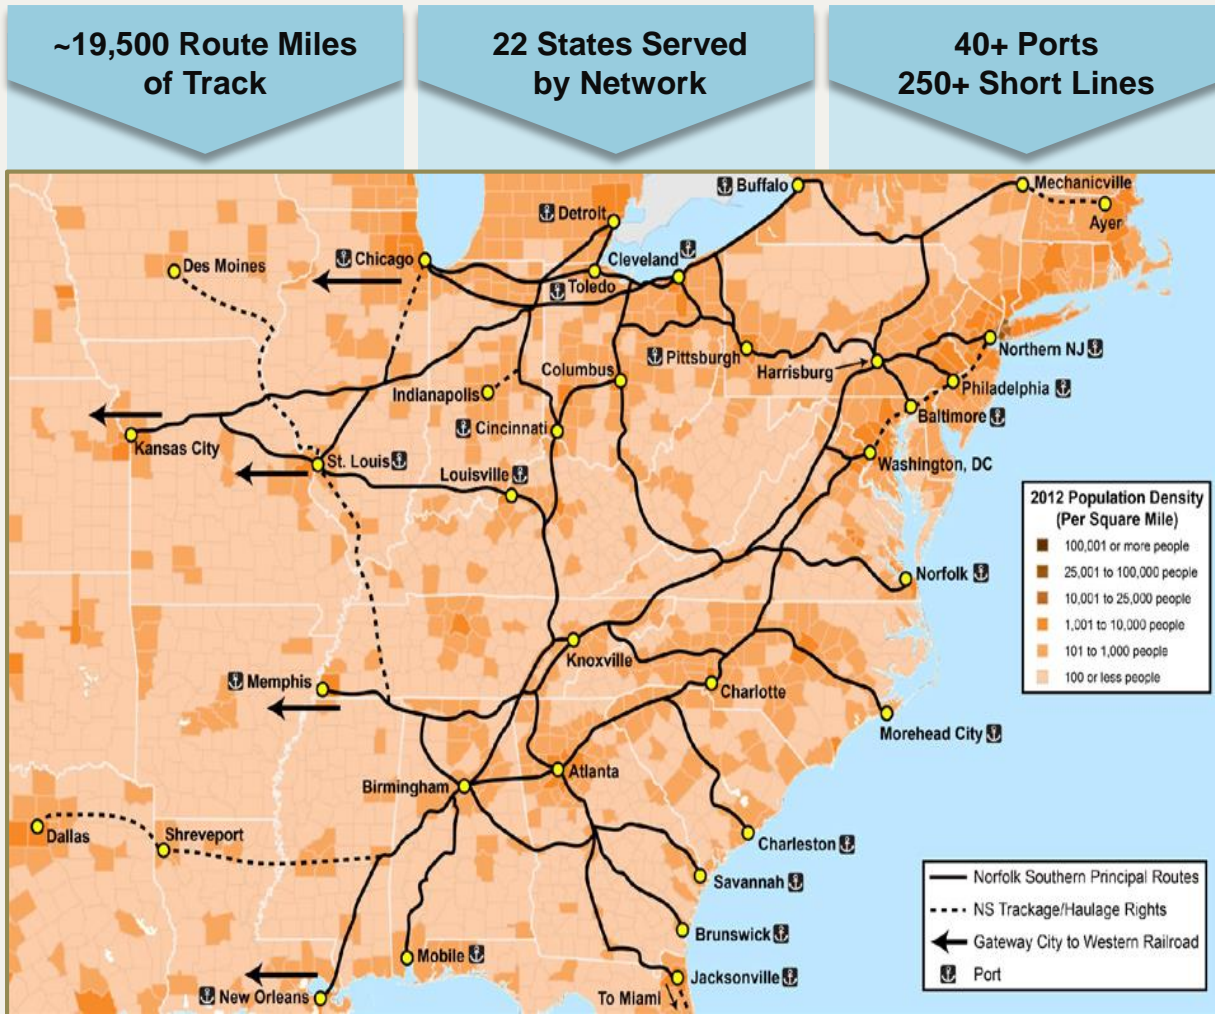 ~19,500 Route Miles
of Track
22 States Served
by Network
40+ Ports
250+ Short Lines
Buffalo
Mechanicville
Ayer
Detroit
Cleveland
Chicago
Des Moines
Toledo
Northern NJ
Pittsburgh
Harrisburg
Columbus
Philadelphia
Indianapolis
Baltimore
Cincinnati
Kansas City
St. Louis
Louisville
Washington, DC
2012 Population Density
(Per Square Mile)
100,001 or more people
25,001 to 100,000 people
10,001 to 25,000 people
1,001 to 10,000 people
101 to 1,000 people
100 or less people
Norfolk
Knoxville
Memphis
Charlotte
Morehead City
Atlanta
Birmingham
Dallas
Shreveport
Charleston
Savannah
Brunswick
Mobile
Jacksonville
To Miami
New Orleans
Norfolk Southern Principal Routes
NS Trackage/Haulage Rights
Gateway City to Western Railroad
Port